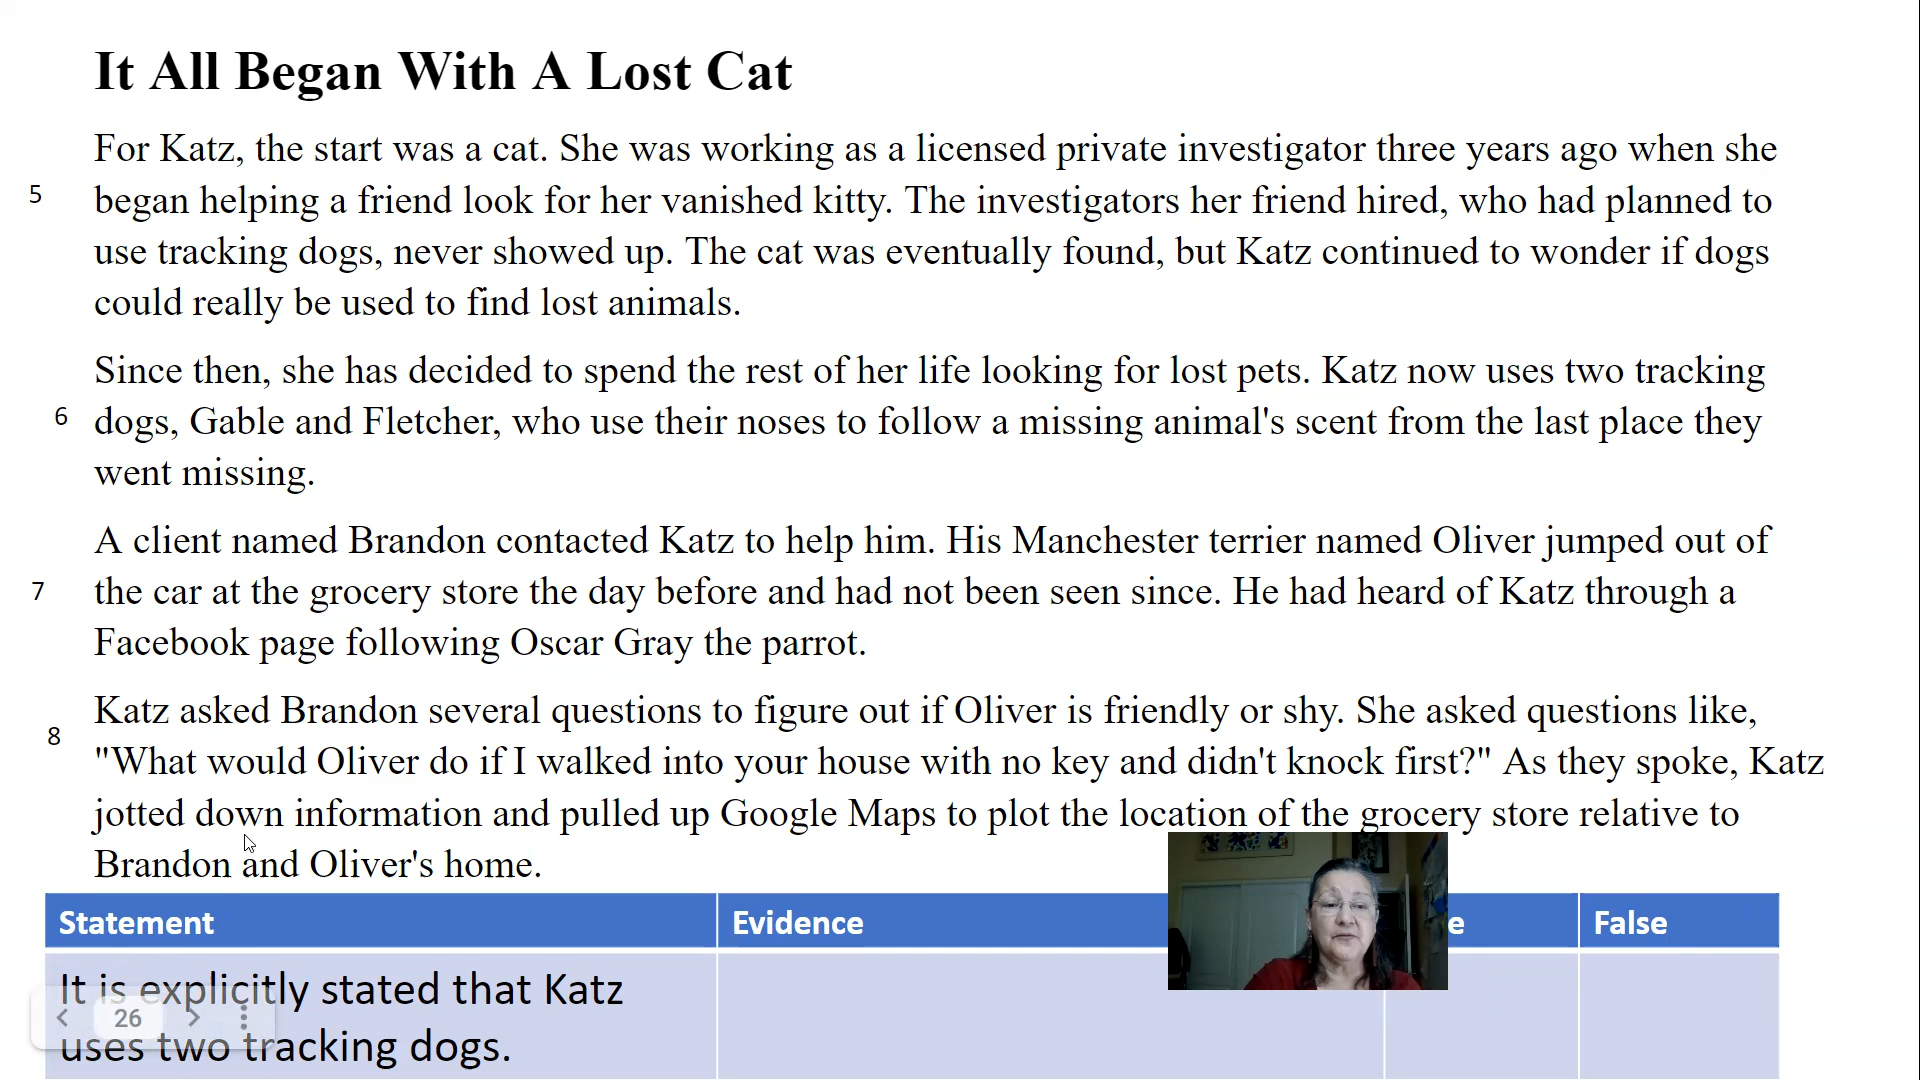 It All Began With A Lost Cat
For Katz, the start was a cat. She was working as a licensed private investigator three years ago when she
5 began helping a friend look for her vanished kitty. The investigators her friend hired, who had planned to
use tracking dogs, never showed up. The cat was eventually found, but Katz continued to wonder if dogs
could really be used to find lost animals.
Since then, she has decided to spend the rest of her life looking for lost pets. Katz now uses two tracking
6 dogs, Gable and Fletcher, who use their noses to follow a missing animal's scent from the last place they
went missing.
A client named Brandon contacted Katz to help him. His Manchester terrier named Oliver jumped out of
7 the car at the grocery store the day before and had not been seen since. He had heard of Katz through a
Facebook page following Oscar Gray the parrot.
Katz asked Brandon several questions to figure out if Oliver is friendly or shy. She asked questions like,
8 "What would Oliver do if I walked into your house with no key and didn't knock first?" As they spoke, Katz
jotted down information and pulled up Google Maps to plot the location of the grocery store relative to
Brandon and Oliver's home.
Statement Evidence e False
It is explicitly stated that Katz
26
uses two tracking dogs.